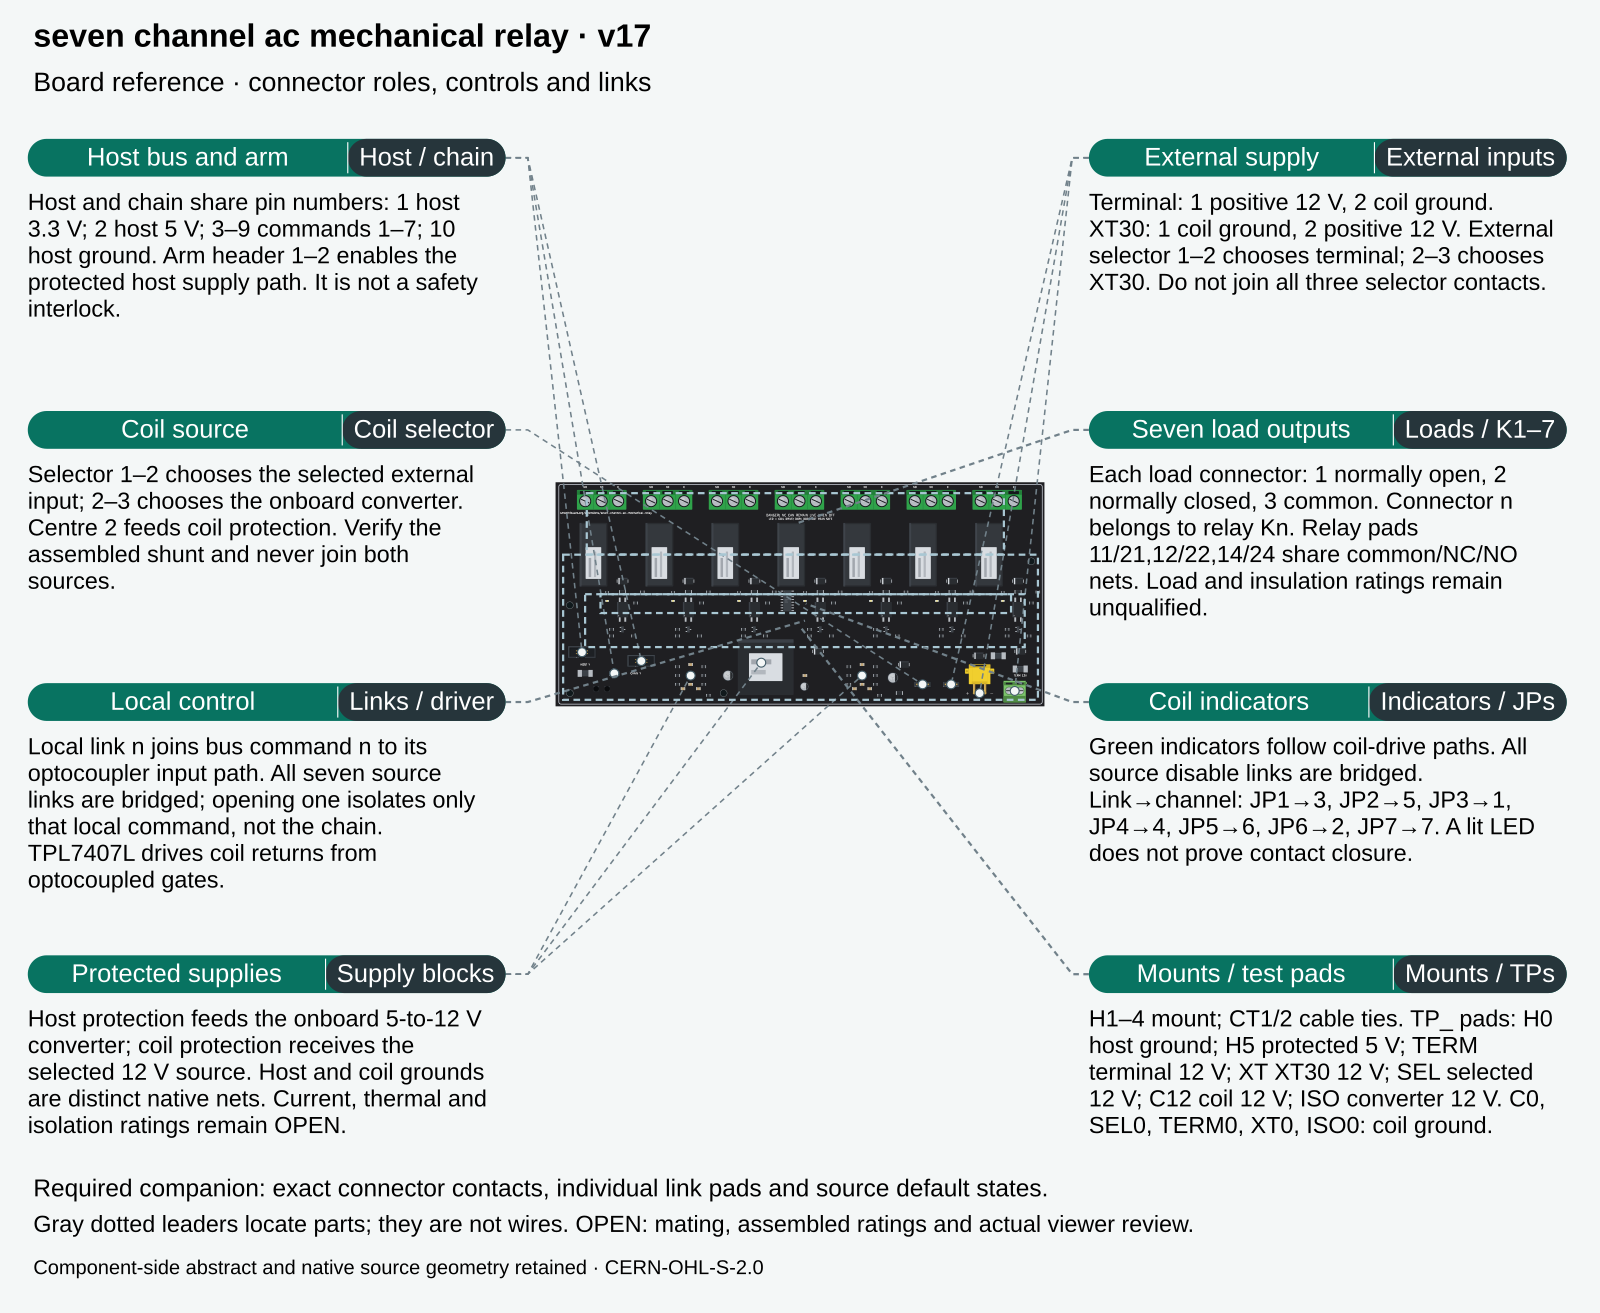 seven channel ac mechanical relay · v17
Board reference · connector roles, controls and links
Host bus and arm
Host / chain
Host and chain share pin numbers: 1 host
3.3 V; 2 host 5 V; 3–9 commands 1–7; 10
host ground. Arm header 1–2 enables the
protected host supply path. It is not a safety
interlock.
Coil source
Coil selector
Selector 1–2 chooses the selected external
input; 2–3 chooses the onboard converter.
Centre 2 feeds coil protection. Verify the
assembled shunt and never join both
sources.
Local control
Links / driver
Local link n joins bus command n to its
optocoupler input path. All seven source
links are bridged; opening one isolates only
that local command, not the chain.
TPL7407L drives coil returns from
optocoupled gates.
Protected supplies
Supply blocks
Host protection feeds the onboard 5-to-12 V
converter; coil protection receives the
selected 12 V source. Host and coil grounds
are distinct native nets. Current, thermal and
isolation ratings remain OPEN.
External supply
External inputs
Terminal: 1 positive 12 V, 2 coil ground.
XT30: 1 coil ground, 2 positive 12 V. External
selector 1–2 chooses terminal; 2–3 chooses
XT30. Do not join all three selector contacts.
Seven load outputs
Loads / K1–7
Each load connector: 1 normally open, 2
normally closed, 3 common. Connector n
belongs to relay Kn. Relay pads
11/21,12/22,14/24 share common/NC/NO
nets. Load and insulation ratings remain
unqualified.
Coil indicators
Indicators / JPs
Green indicators follow coil-drive paths. All
source disable links are bridged.
Link→channel: JP1→3, JP2→5, JP3→1,
JP4→4, JP5→6, JP6→2, JP7→7. A lit LED
does not prove contact closure.
Mounts / test pads
Mounts / TPs
H1–4 mount; CT1/2 cable ties. TP_ pads: H0
host ground; H5 protected 5 V; TERM
terminal 12 V; XT XT30 12 V; SEL selected
12 V; C12 coil 12 V; ISO converter 12 V. C0,
SEL0, TERM0, XT0, ISO0: coil ground.
Required companion: exact connector contacts, individual link pads and source default states.
Gray dotted leaders locate parts; they are not wires. OPEN: mating, assembled ratings and actual viewer review.
Component-side abstract and native source geometry retained · CERN-OHL-S-2.0